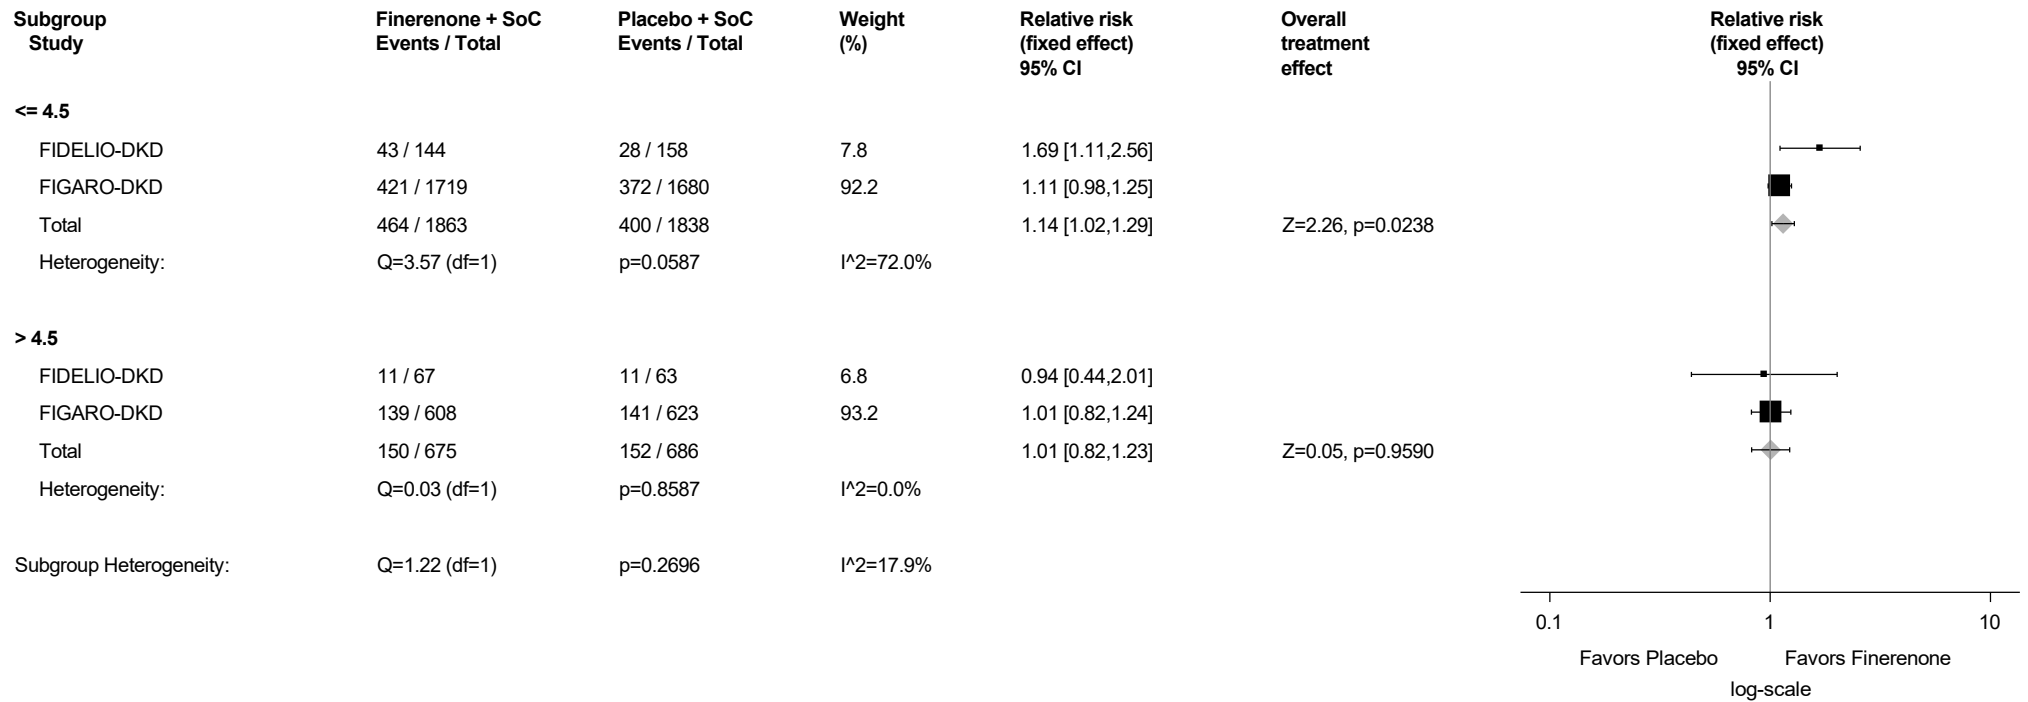 Subgroup Finerenone + SoC Placebo + SoC Weight Relative risk Overall Relative risk
Study Events / Total Events / Total (%) (fixed effect) treatment (fixed effect)
95% CI effect 95% CI
<= 4.5
FIDELIO-DKD 43 / 144 28 / 158 7.8 1.69 [1.11,2.56]
FIGARO-DKD 421 / 1719 372 / 1680 92.2 1.11 [0.98,1.25]
Total 464 / 1863 400 / 1838 1.14 [1.02,1.29] Z=2.26, p=0.0238
Heterogeneity: Q=3.57 (df=1) p=0.0587 I^2=72.0%
> 4.5
FIDELIO-DKD 11 / 67 11 / 63 6.8 0.94 [0.44,2.01]
FIGARO-DKD 139 / 608 141 / 623 93.2 1.01 [0.82,1.24]
Total 150 / 675 152 / 686 1.01 [0.82,1.23] Z=0.05, p=0.9590
Heterogeneity: Q=0.03 (df=1) p=0.8587 I^2=0.0%
Subgroup Heterogeneity: Q=1.22 (df=1) p=0.2696 I^2=17.9%
0.1 1 10
Favors Placebo Favors Finerenone
log-scale